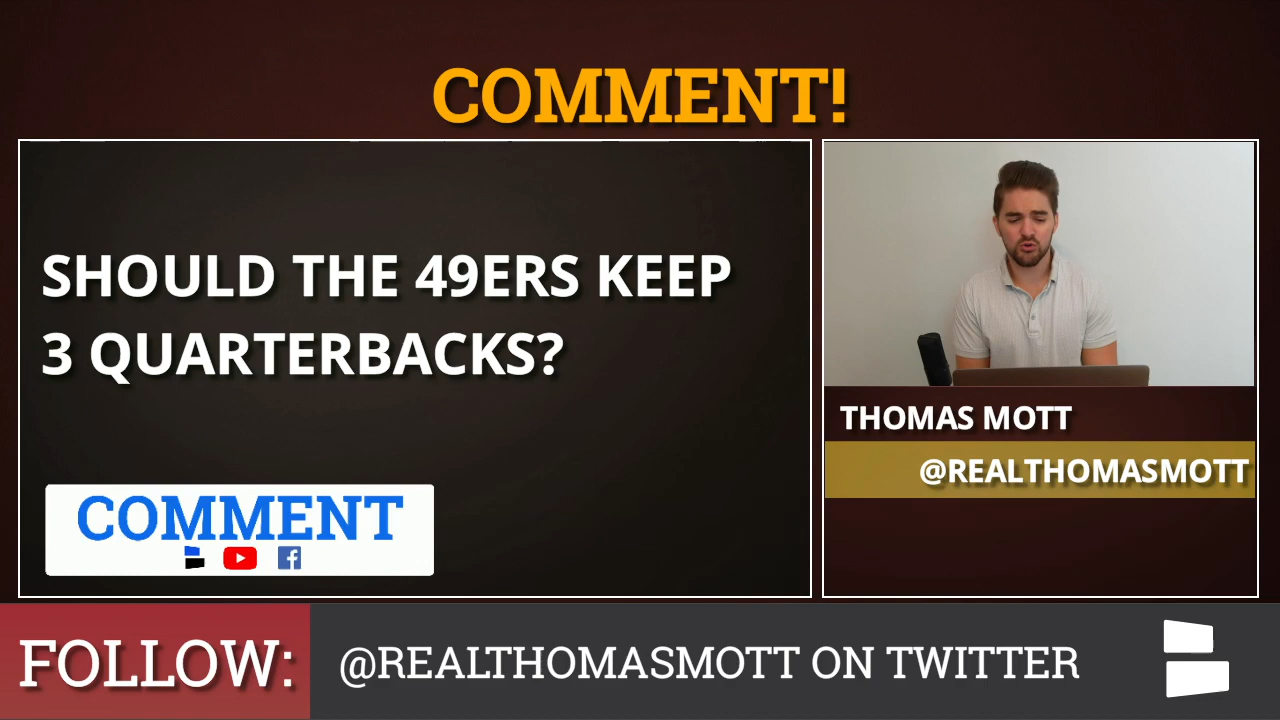 COMMENT!
SHOULD THE 49ERS KEEP
3 QUARTERBACKS?
COMMENT
THOMAS MOTT
@REALTHOMASMOTT
FOLLOW:
@REALTHOMASMOTT ON TWITTER